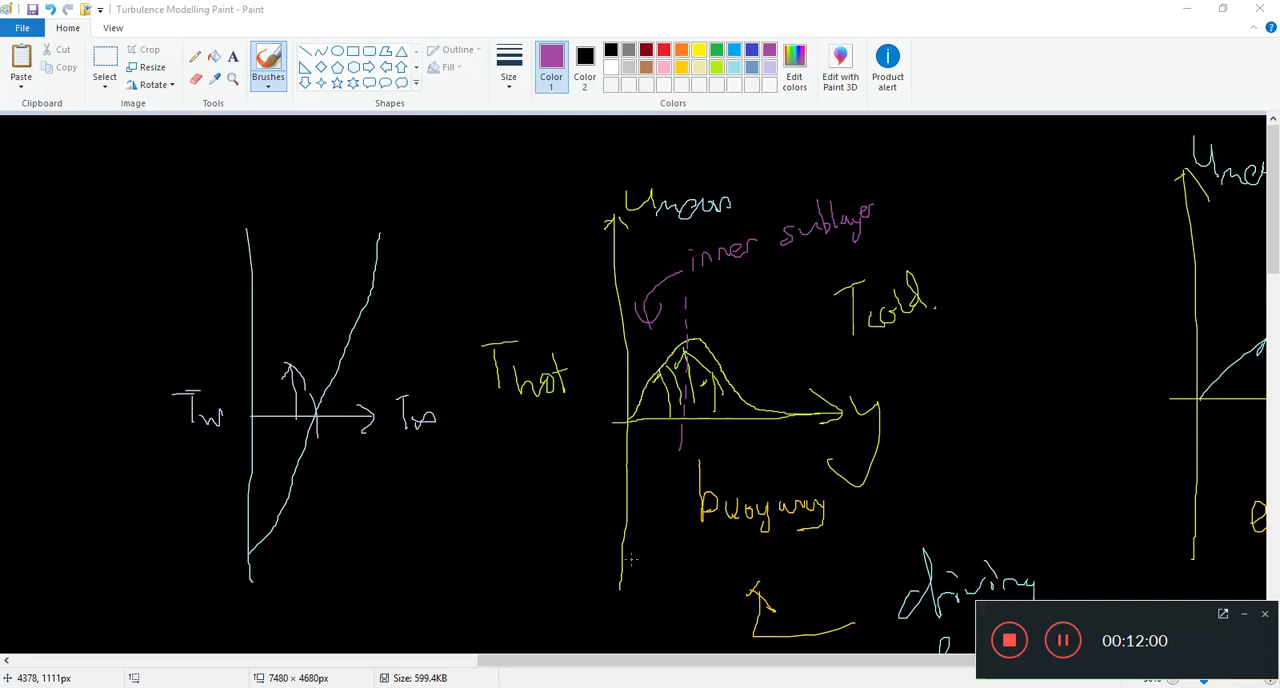 Turbulence Modelling Paint - Paint
File
Home
View
Paste
Cut
Copy
Clipboard
Select
Crop
Resize
Rotate
Image
A
Tools
Brushes
Shapes
Outline
Fill
Size
Color
1
Color
2
Colors
Edit
colors
Edit with
Paint 3D
Product
alert
Umean
inner sublayer
Tcold.
Thot
Tw
T∞
y
buoyancy
driving
00:12:00
4378, 1111px
7480 × 4680px
Size: 599.4KB